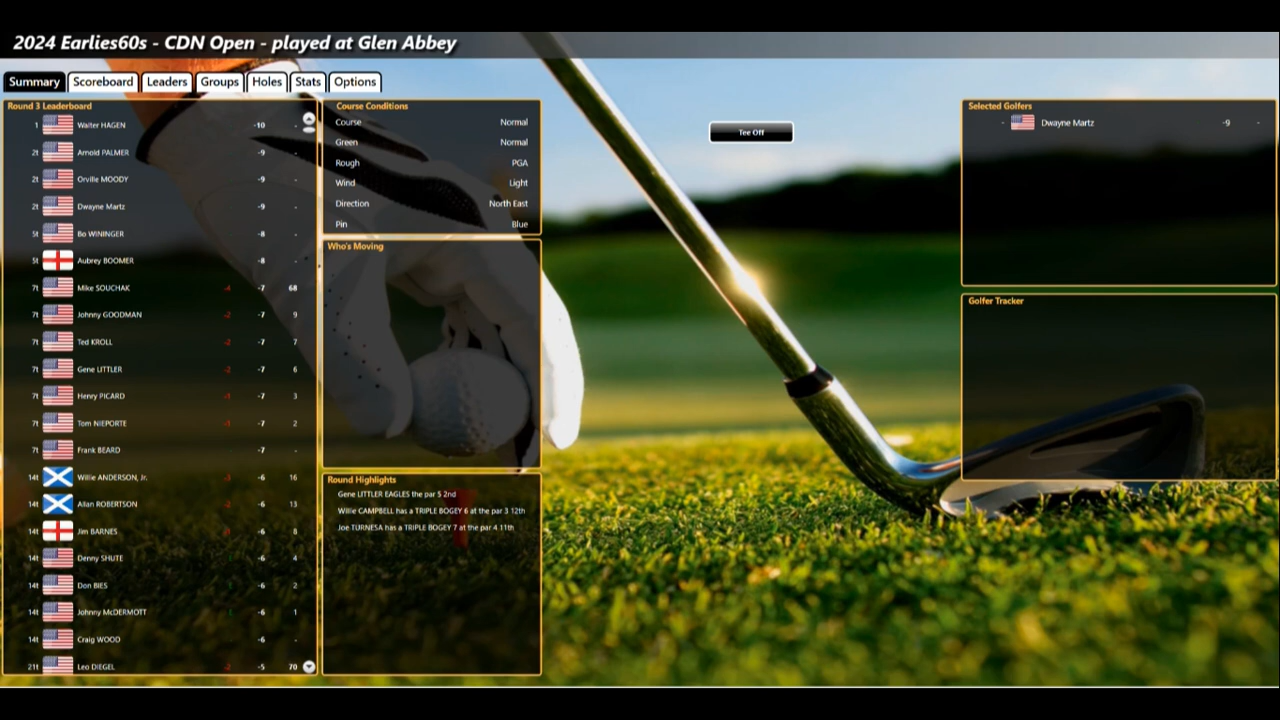 2024 Earlies60s - CDN Open - played at Glen Abbey
Summary Scoreboard Leaders Groups Holes Stats Options
Round 3 Leaderboard
1 Walter HAGEN -10 -
2t Arnold PALMER -9 -
2t Orville MOODY -9 -
2t Dwayne Martz -9 -
5t Bo WININGER -8 -
5t Aubrey BOOMER -8 -
7t Mike SOUCHAK -4 -7 68
7t Johnny GOODMAN -2 -7 9
7t Ted KROLL -2 -7 7
7t Gene LITTLER -2 -7 6
7t Henry PICARD -1 -7 3
7t Tom NIEPORTE -1 -7 2
7t Frank BEARD -7 -
14t Willie ANDERSON, Jr. -3 -6 16
14t Allan ROBERTSON -2 -6 13
14t Jim BARNES -6 8
14t Denny SHUTE -6 4
14t Don BIES -6 2
14t Johnny McDERMOTT -6 1
14t Craig WOOD -6 -
21t Leo DIEGEL -2 -5 70
Course Conditions
Course Normal
Green Normal
Rough PGA
Wind Light
Direction North East
Pin Blue
Who's Moving
Round Highlights
Gene LITTLER EAGLES the par 5 2nd
Willie CAMPBELL has a TRIPLE BOGEY 6 at the par 3 12th
Joe TURNESA has a TRIPLE BOGEY 7 at the par 4 11th
Tee Off
Selected Golfers
- Dwayne Martz -9 -
Golfer Tracker